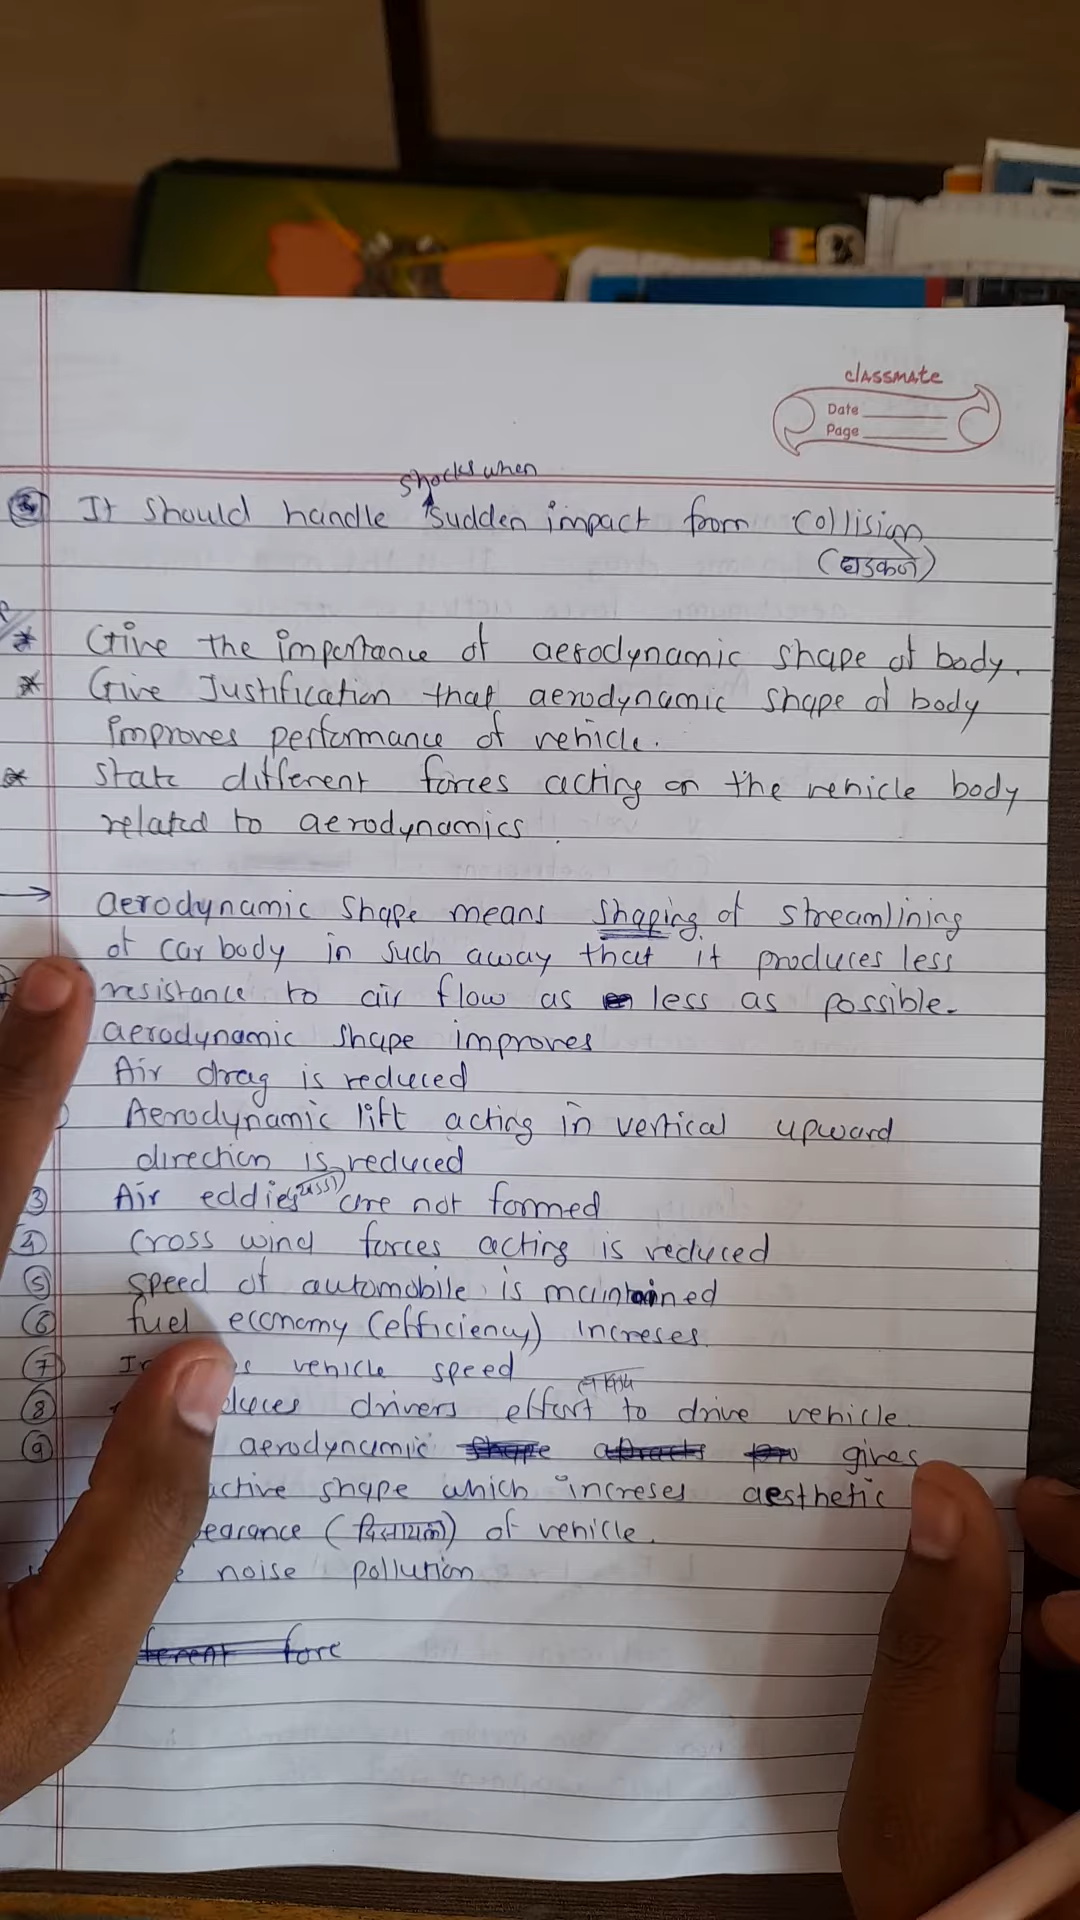 classmate
Date
Page
shocks when
③ It should handle sudden impact from collision
(धडकने)
* Give the importance of aerodynamic shape of body.
* Give Justification that aerodynamic shape of body
improves performance of vehicle.
* State different forces acting on the vehicle body
related to aerodynamics
→ aerodynamic shape means shaping of streamlining
of car body in such away that it produces less
resistance to air flow as less as possible.
aerodynamic shape improves
Air drag is reduced
Aerodynamic lift acting in vertical upward
direction is reduced
③ Air eddies are not formed
④ Cross wind forces acting is reduced
⑤ speed of automobile is maintained
⑥ fuel economy (efficiency) increses.
⑦ vehicle speed
⑧ drivers effort to drive vehicle.
⑨ aerodynamic gives
shape which increses aesthetic
of vehicle.
noise pollution
fore